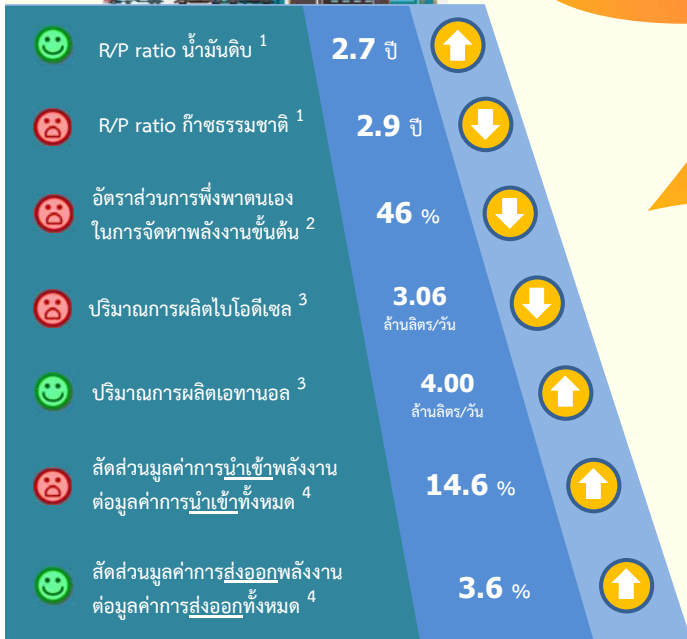 R/P ratio น้ำมันดิบ 1 2.7 ปี
R/P ratio ก๊าซธรรมชาติ 1 2.9 ปี
อัตราส่วนการพึ่งพาตนเอง
ในการจัดหาพลังงานขั้นต้น 2 46 %
ปริมาณการผลิตไบโอดีเซล 3 3.06
ล้านลิตร/วัน
ปริมาณการผลิตเอทานอล 3 4.00
ล้านลิตร/วัน
สัดส่วนมูลค่าการนำเข้าพลังงาน
ต่อมูลค่าการนำเข้าทั้งหมด 4 14.6 %
สัดส่วนมูลค่าการส่งออกพลังงาน
ต่อมูลค่าการส่งออกทั้งหมด 4 3.6 %